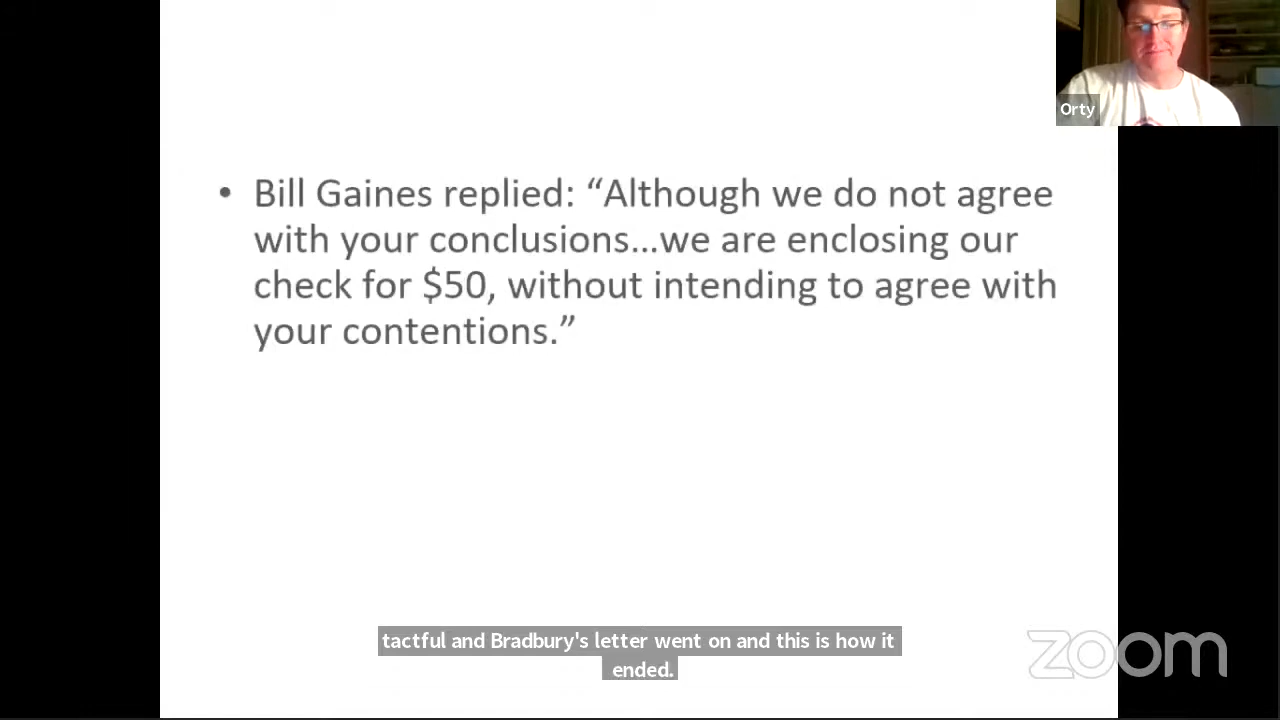 Orty
• Bill Gaines replied: “Although we do not agree
with your conclusions...we are enclosing our
check for $50, without intending to agree with
your contentions.”
tactful and Bradbury's letter went on and this is how it
ended.
zoom